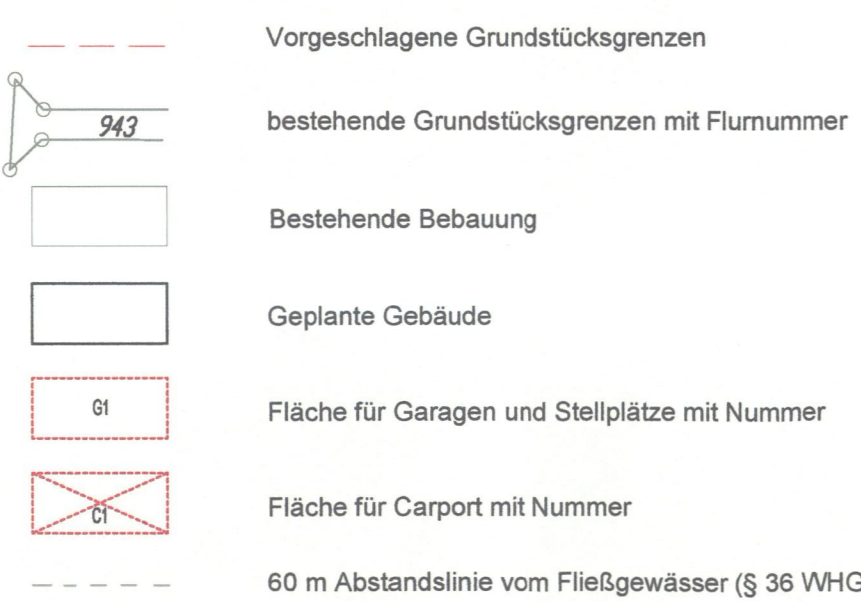 Vorgeschlagene Grundstücksgrenzen
943 bestehende Grundstücksgrenzen mit Flurnummer
Bestehende Bebauung
Geplante Gebäude
G1 Fläche für Garagen und Stellplätze mit Nummer
C1 Fläche für Carport mit Nummer
60 m Abstandslinie vom Fließgewässer (§ 36 WHG